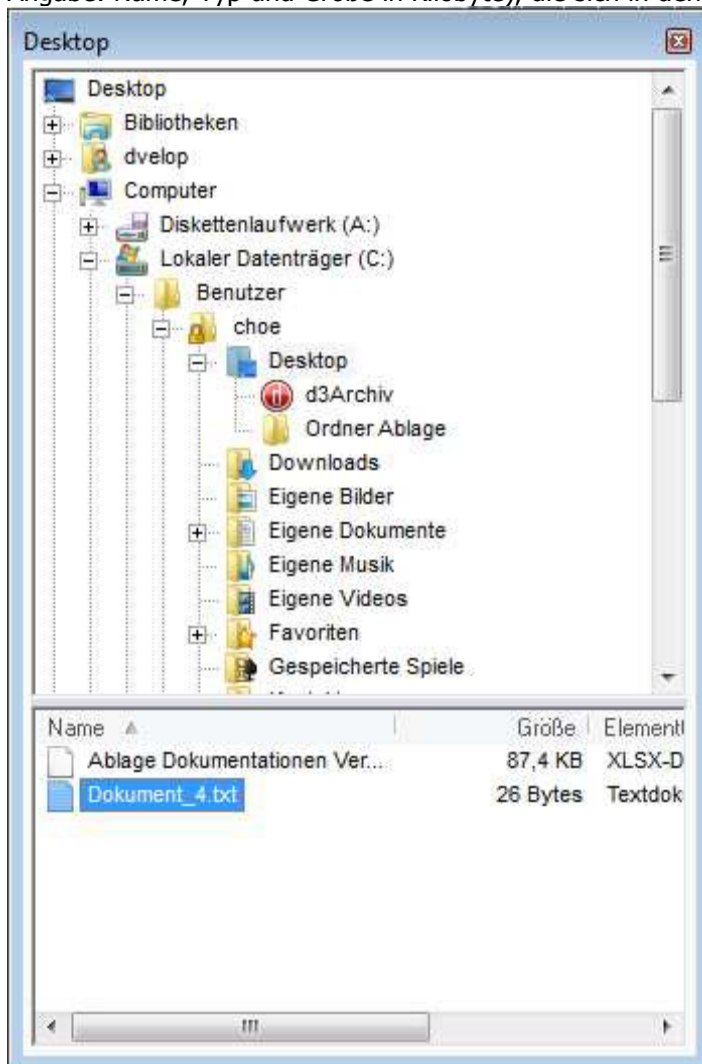 Angabe: Name, Typ und Größe in Kilobyte), die sich in den
Desktop
Desktop
Bibliotheken
dvelop
Computer
Diskettenlaufwerk (A:)
Lokaler Datenträger (C:)
Benutzer
choe
Desktop
d3Archiv
Ordner Ablage
Downloads
Eigene Bilder
Eigene Dokumente
Eigene Musik
Eigene Videos
Favoriten
Gespeicherte Spiele
Name Größe Elementt
Ablage Dokumentationen Ver... 87,4 KB XLSX-D
Dokument_4.txt 26 Bytes Textdok